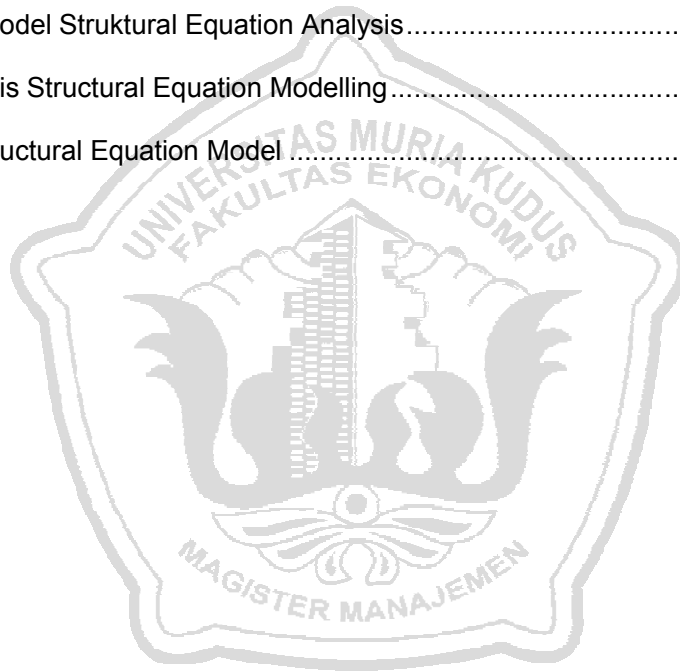 odel Struktural Equation Analysis
is Structural Equation Modelling
uctural Equation Model
UNIVERSITAS MURIA KUDUS
FAKULTAS EKONOMI
MAGISTER MANAJEMEN